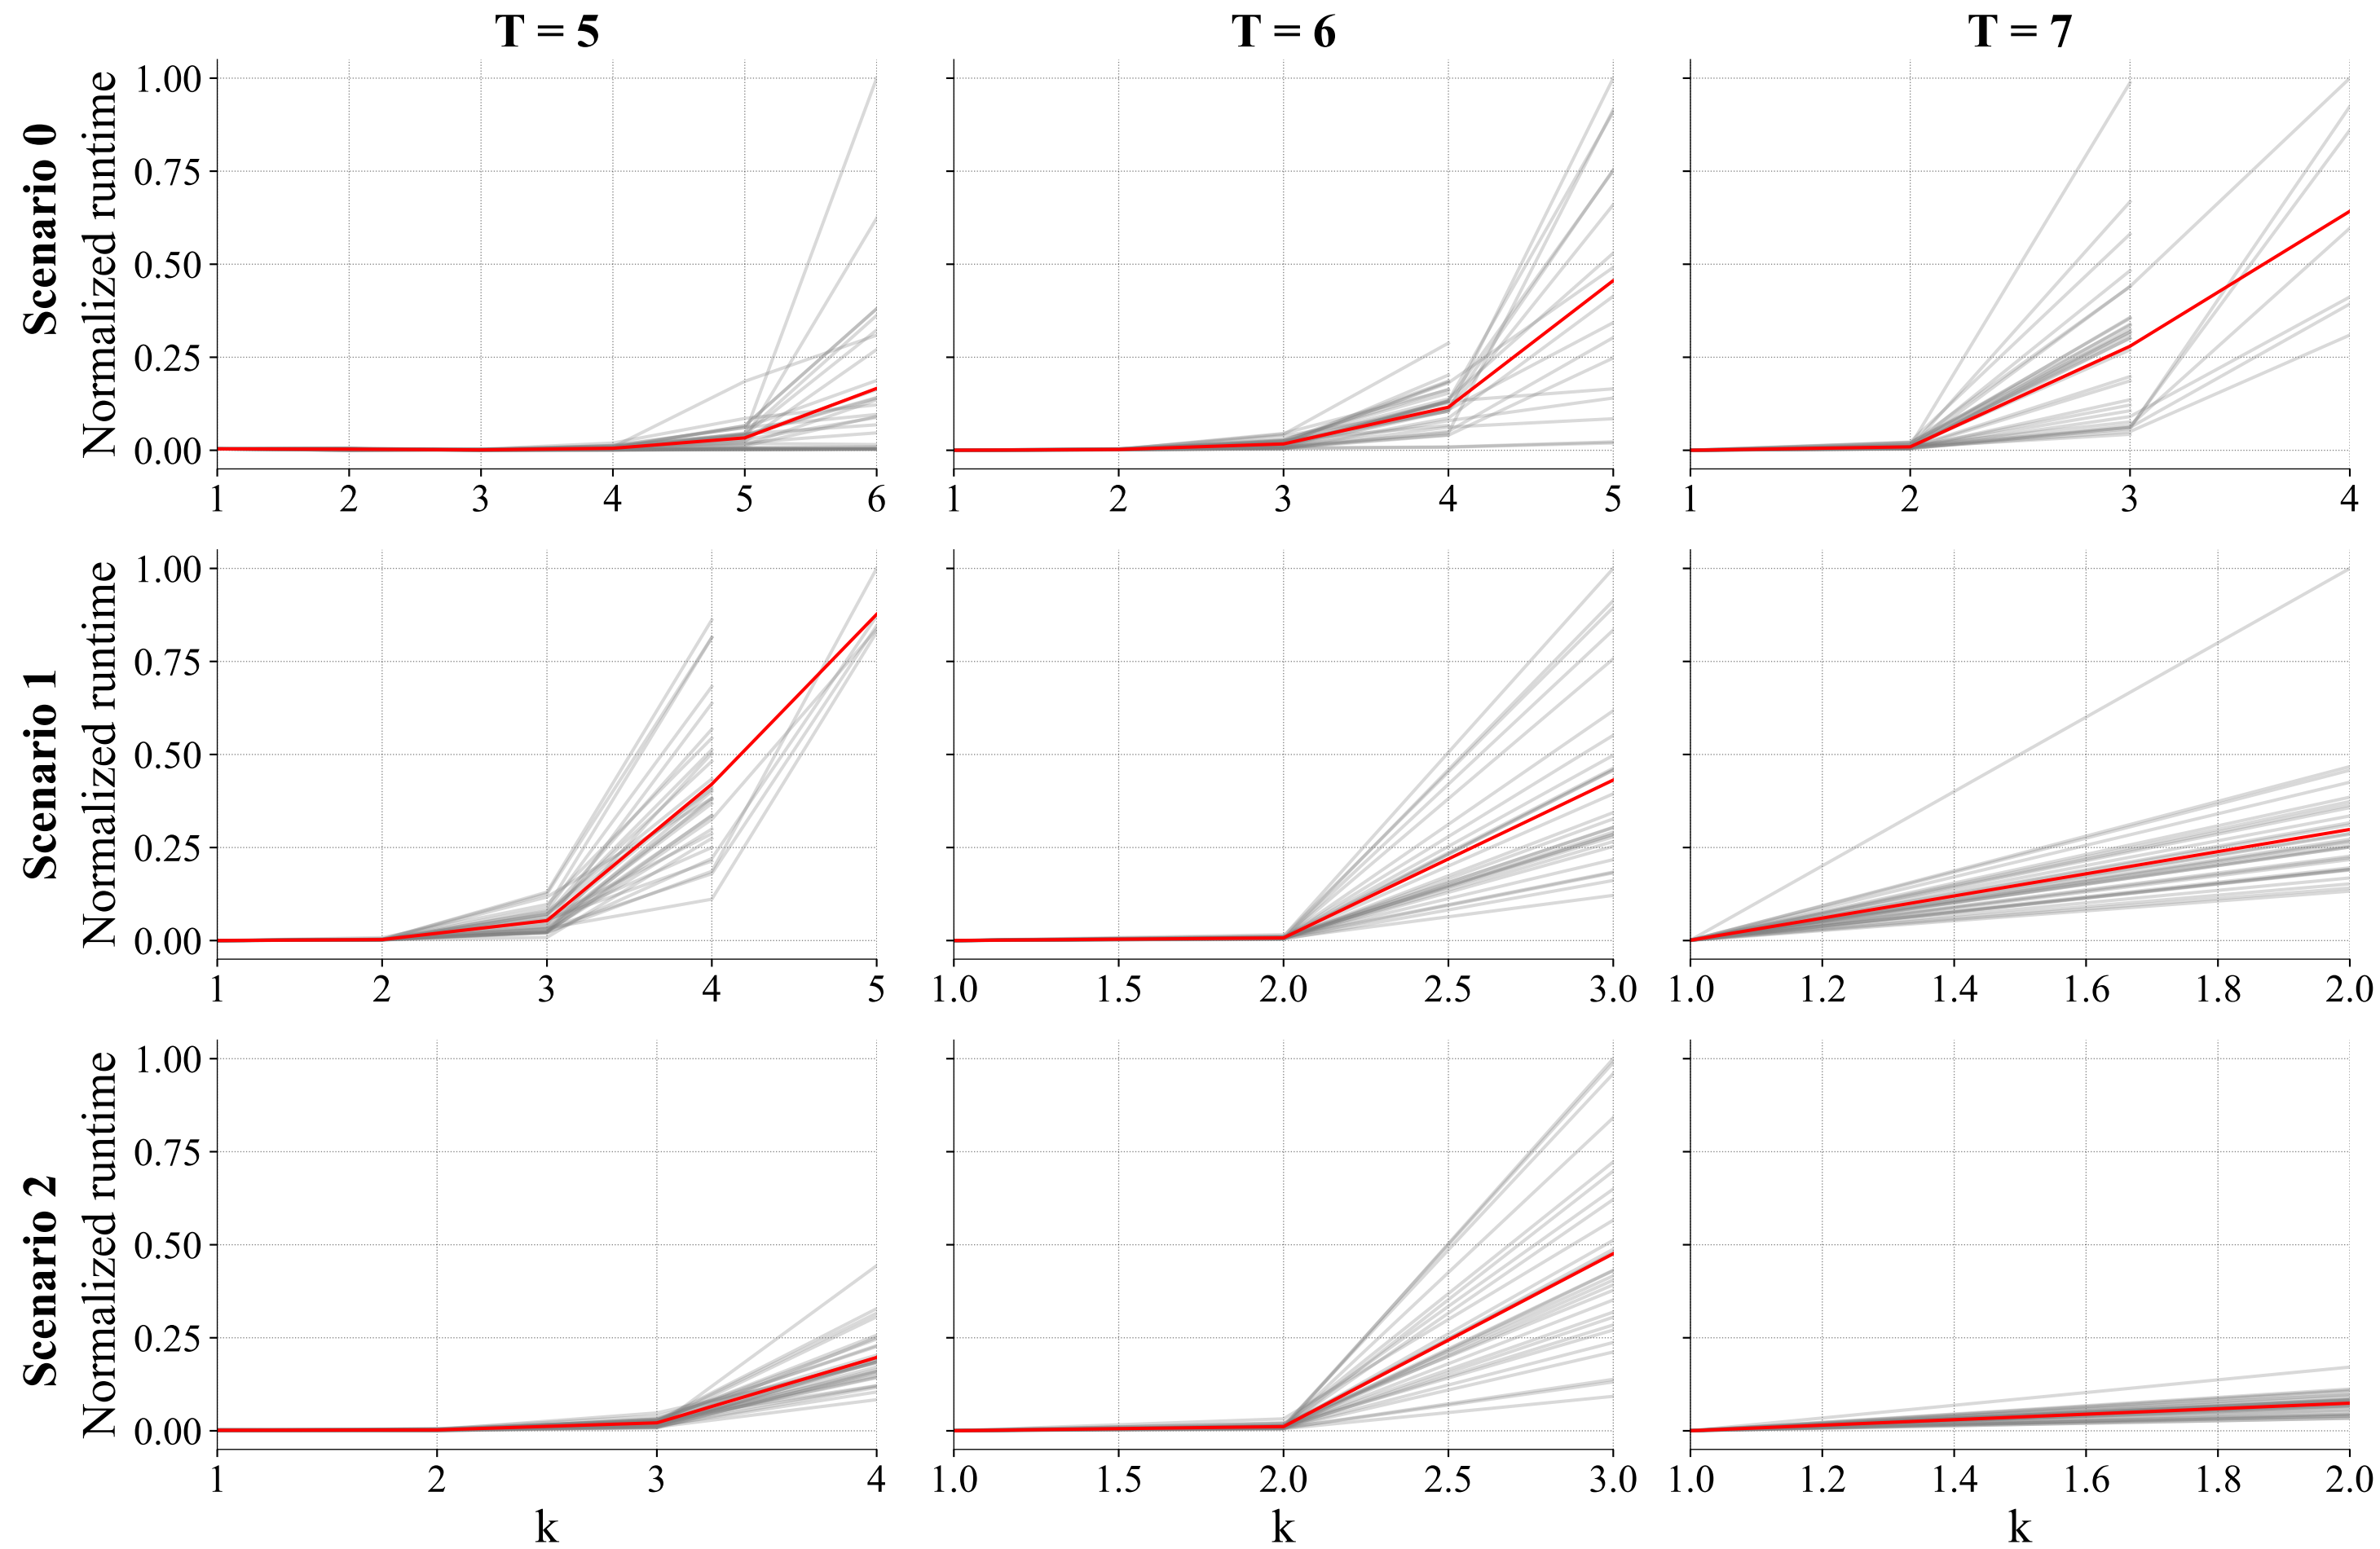 T = 5 T = 6 T = 7
Scenario 0
Normalized runtime
1.00
0.75
0.50
0.25
0.00
1 2 3 4 5 6
1 2 3 4 5
1 2 3 4
Scenario 1
Normalized runtime
1.00
0.75
0.50
0.25
0.00
1 2 3 4 5
1.0 1.5 2.0 2.5 3.0
1.0 1.2 1.4 1.6 1.8 2.0
Scenario 2
Normalized runtime
1.00
0.75
0.50
0.25
0.00
1 2 3 4
1.0 1.5 2.0 2.5 3.0
1.0 1.2 1.4 1.6 1.8 2.0
k k k